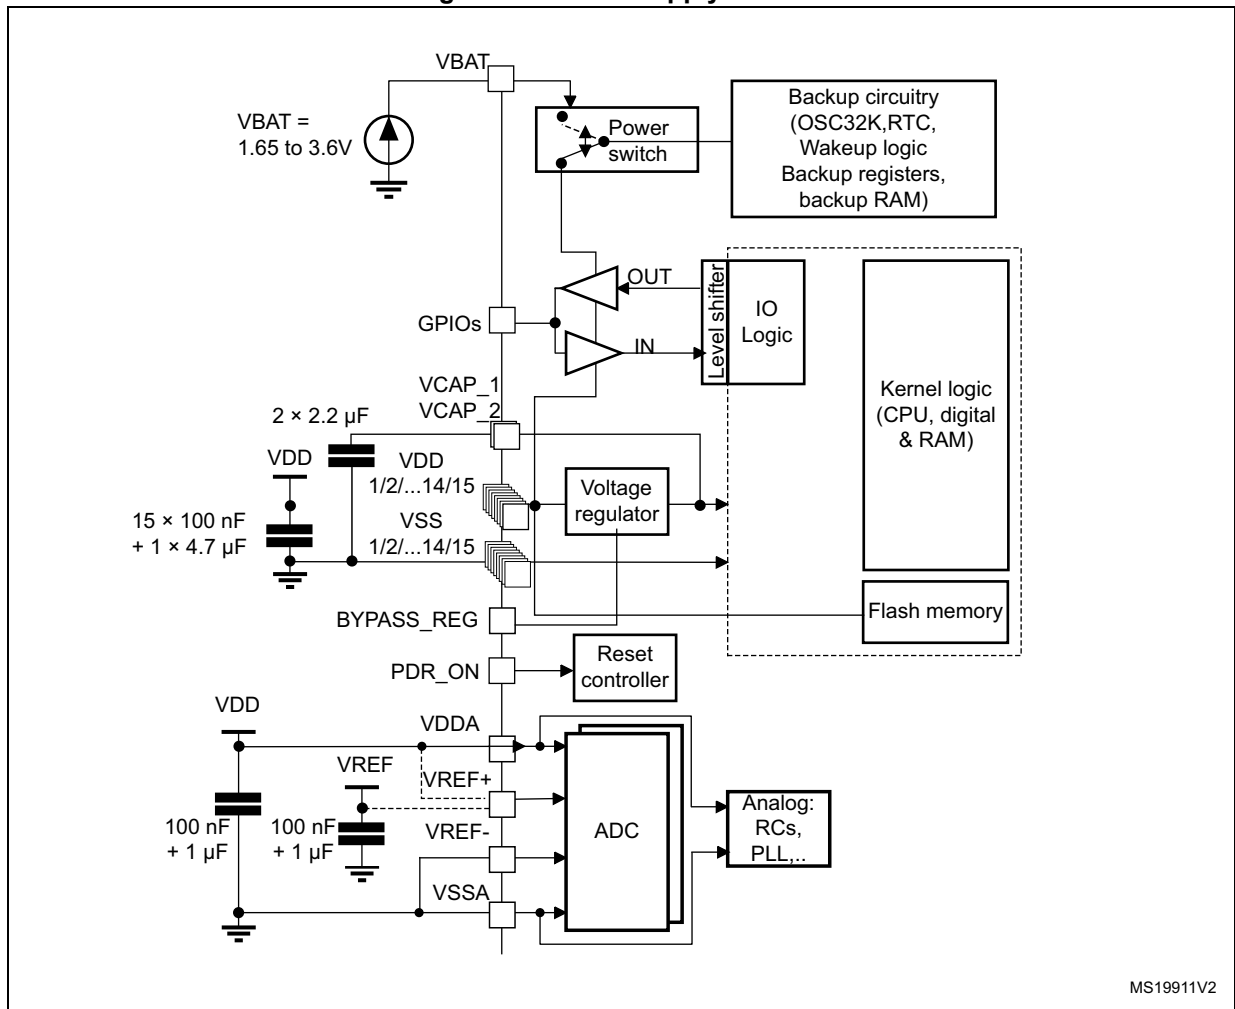 VBAT
VBAT =
1.65 to 3.6V
Power
switch
Backup circuitry
(OSC32K,RTC,
Wakeup logic
Backup registers,
backup RAM)
OUT
GPIOs
IN
Level shifter
IO
Logic
Kernel logic
(CPU, digital
& RAM)
VCAP_1
VCAP_2
2 × 2.2 µF
VDD
VDD
1/2/...14/15
Voltage
regulator
15 × 100 nF
+ 1 × 4.7 µF
VSS
1/2/...14/15
Flash memory
BYPASS_REG
PDR_ON
Reset
controller
VDD
VDDA
VREF
VREF+
100 nF
+ 1 µF
100 nF
+ 1 µF
VREF-
ADC
Analog:
RCs,
PLL,..
VSSA
MS19911V2